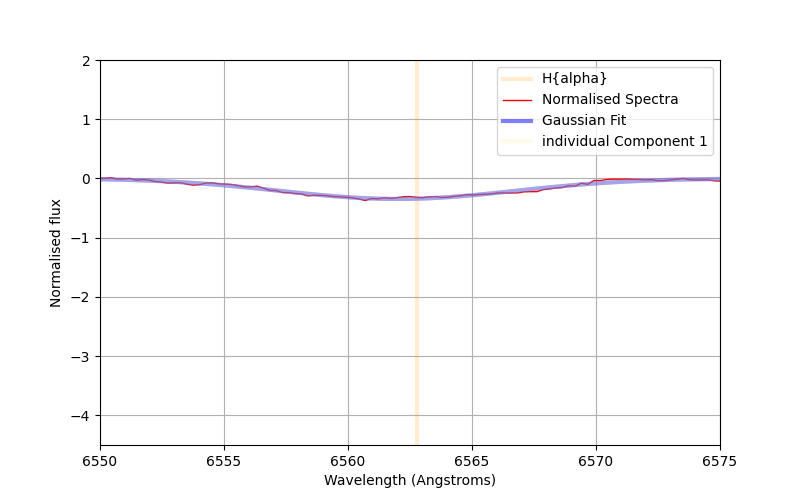 H{alpha}
Normalised Spectra
Gaussian Fit
individual Component 1
2
1
0
−1
−2
−3
−4
Normalised flux
6550 6555 6560 6565 6570 6575
Wavelength (Angstroms)